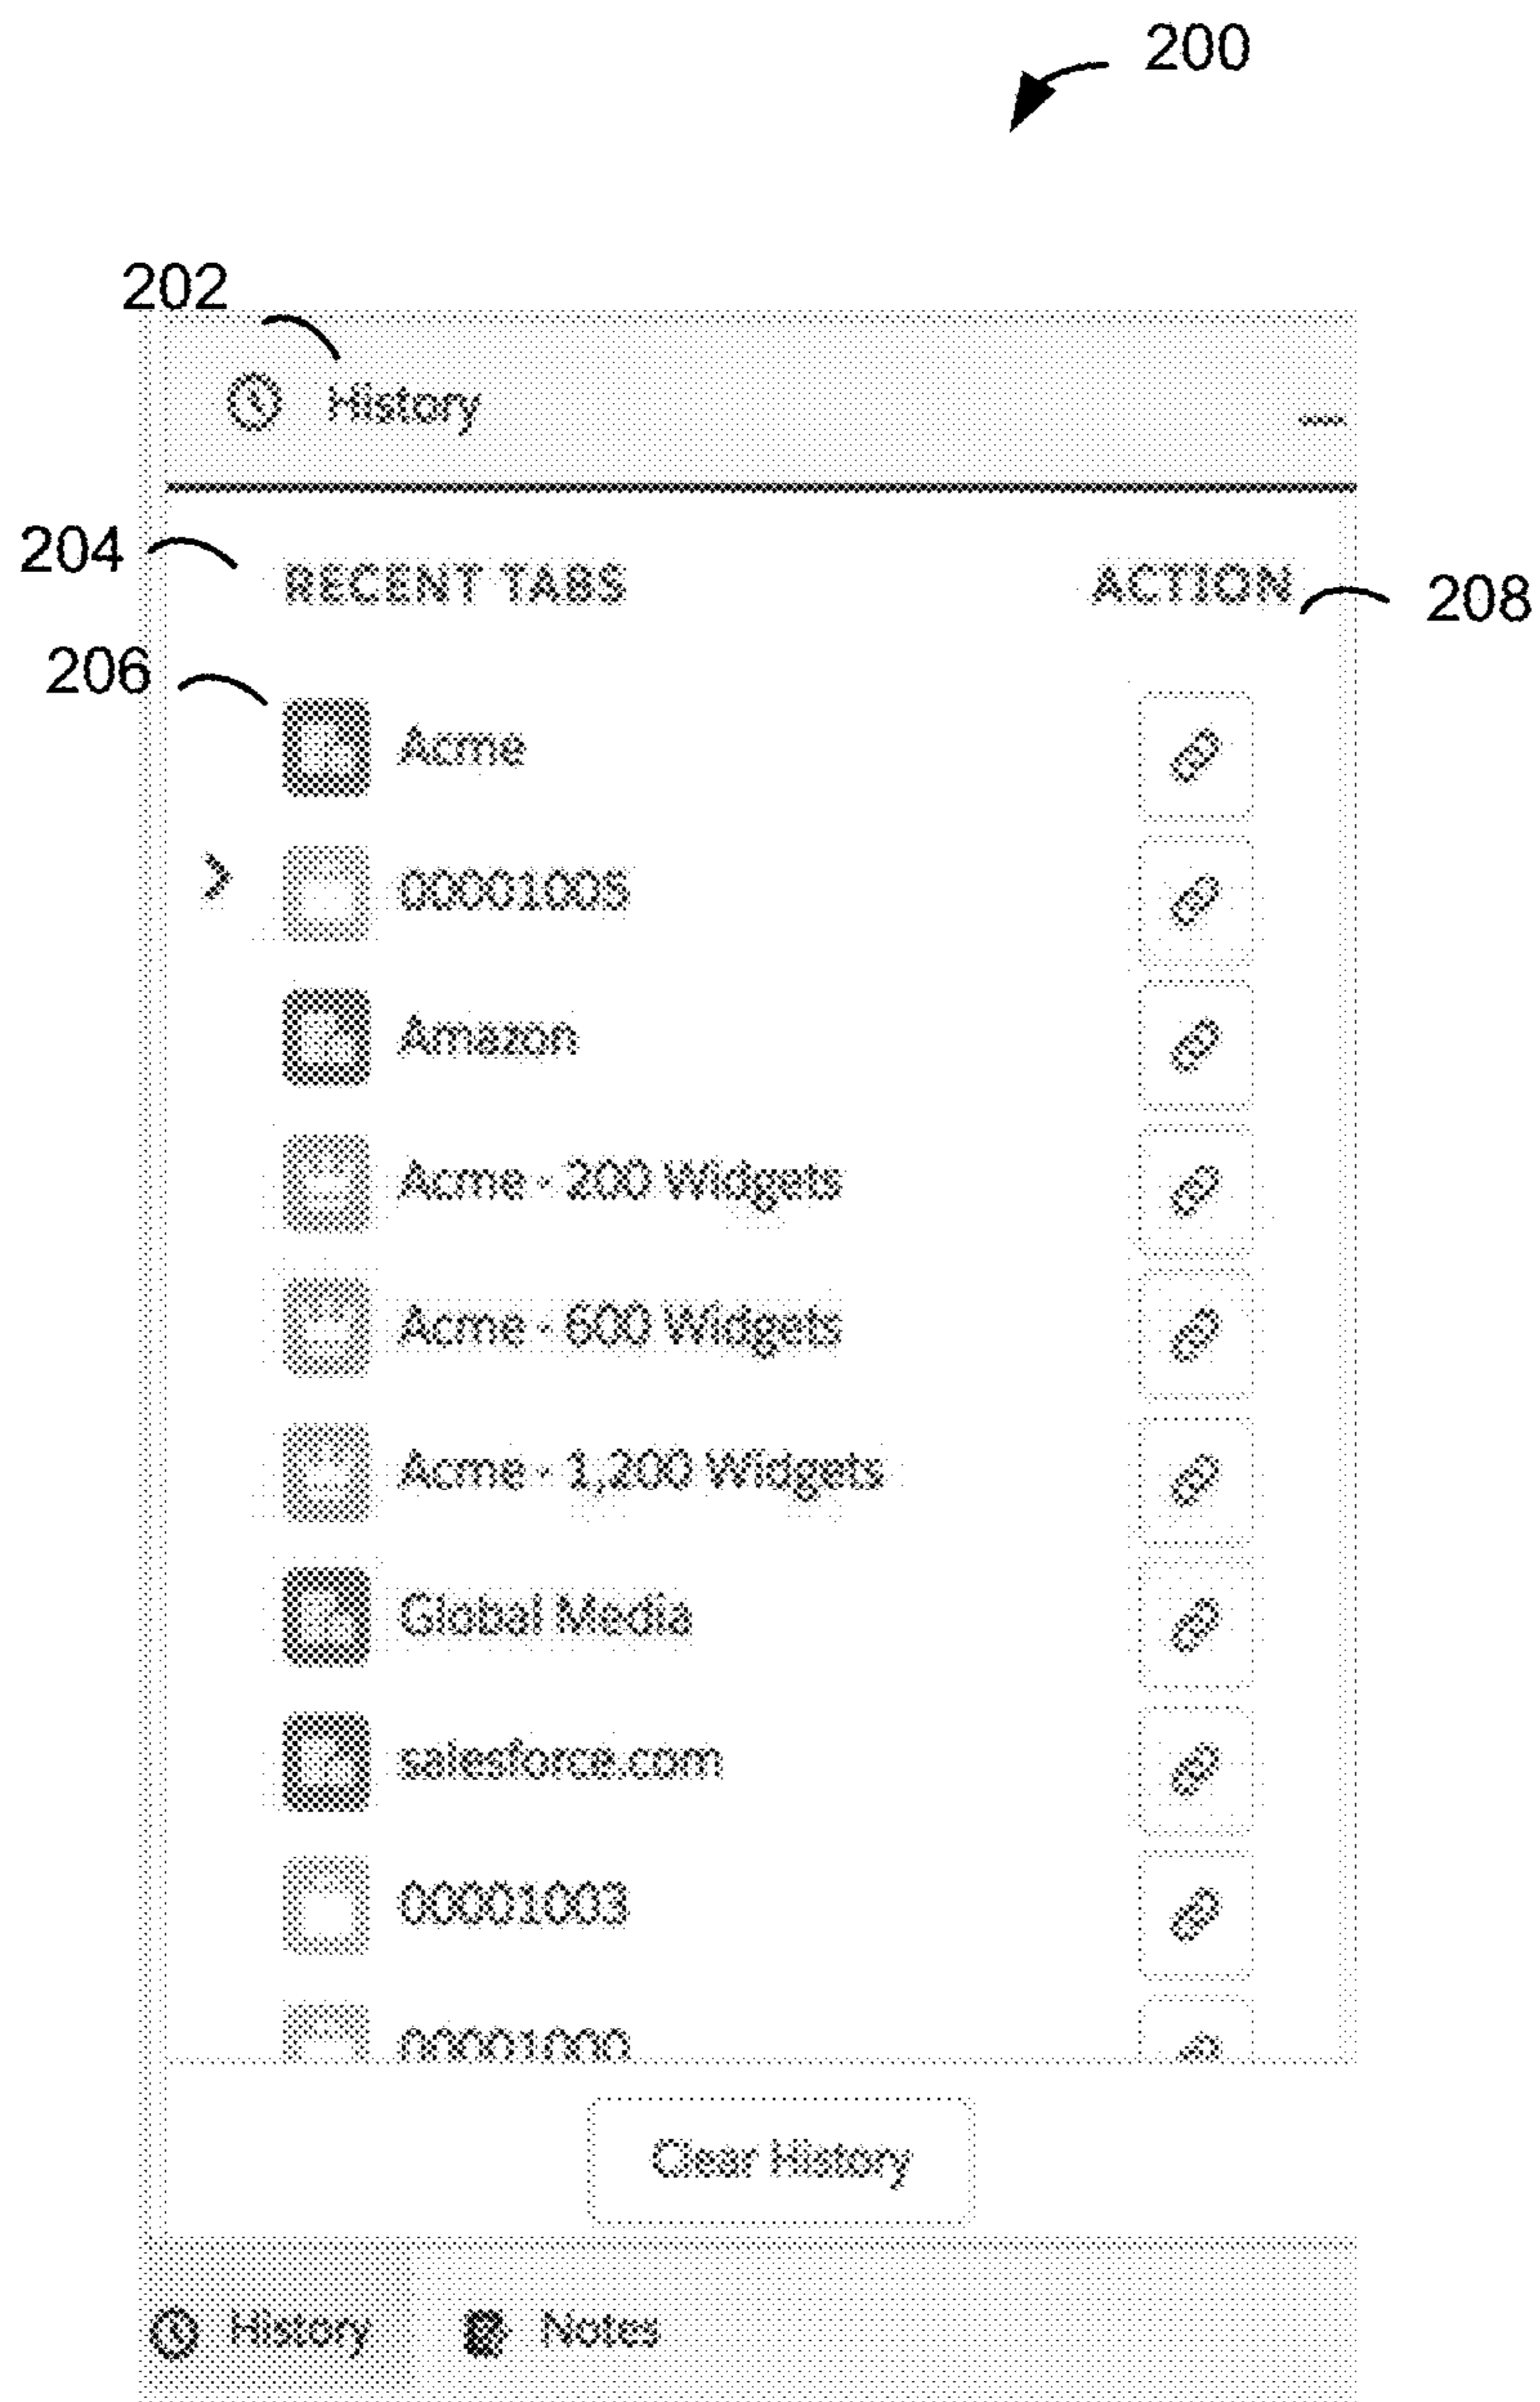 200
202
History
204
RECENT TABS
ACTION
208
206
Acme
00001005
Amazon
Acme - 200 Widgets
Acme - 600 Widgets
Acme - 1,200 Widgets
Global Media
salesforce.com
00001003
00001000
Clear History
History
Notes